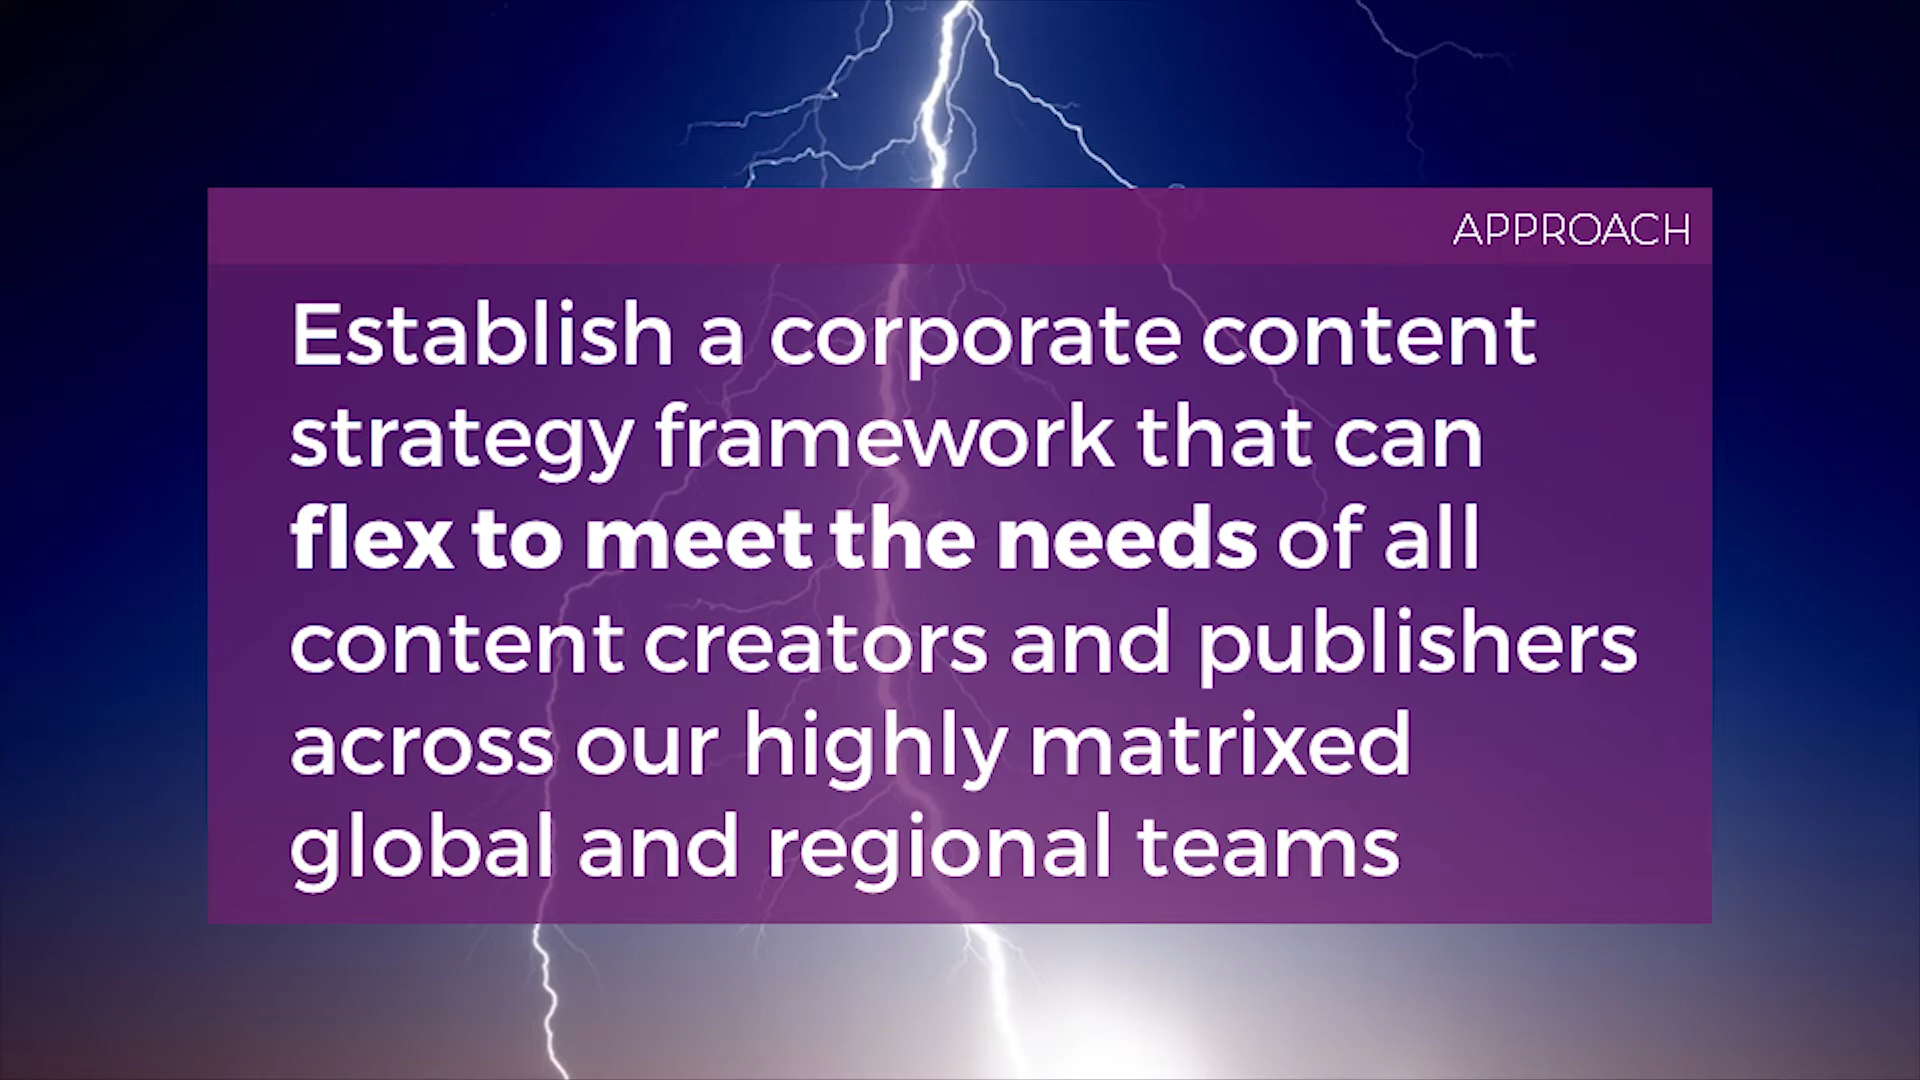 APPROACH
Establish a corporate content
strategy framework that can
flex to meet the needs of all
content creators and publishers
across our highly matrixed
global and regional teams